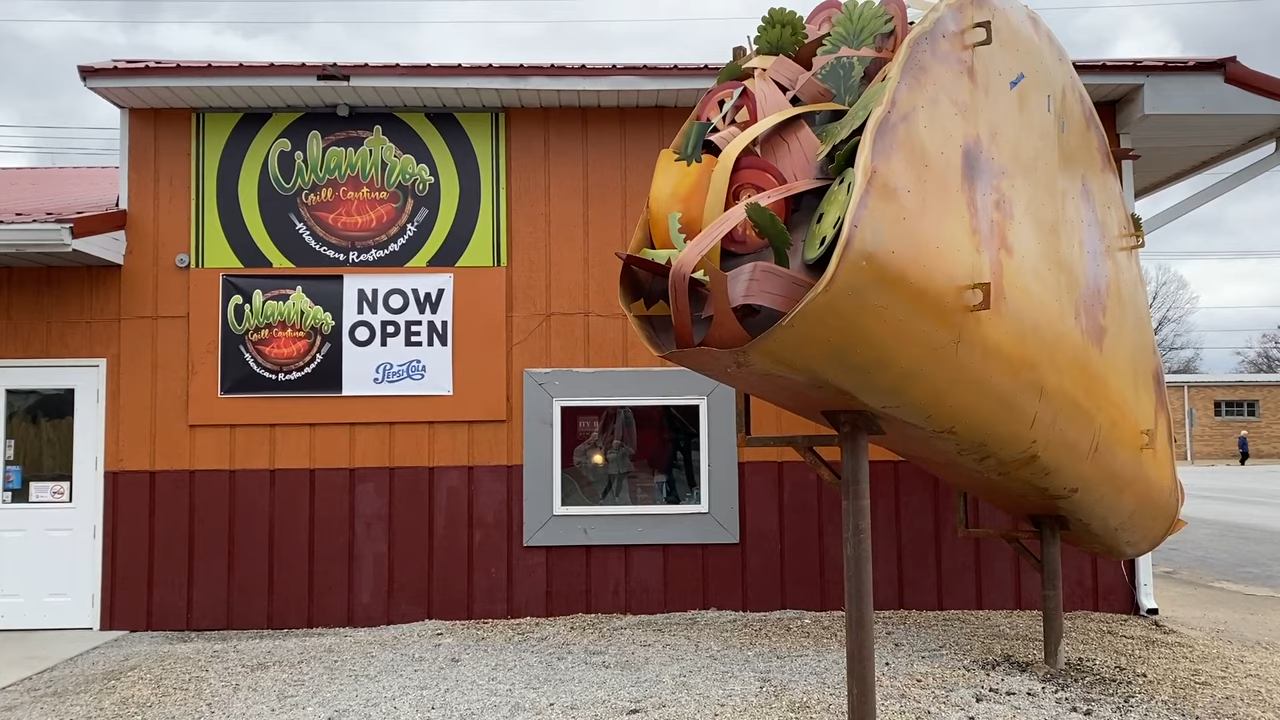 Cilantros
Grill · Cantina
Mexican Restaurant
Cilantros
Grill · Cantina
Mexican Restaurant
NOW
OPEN
PEPSI-COLA